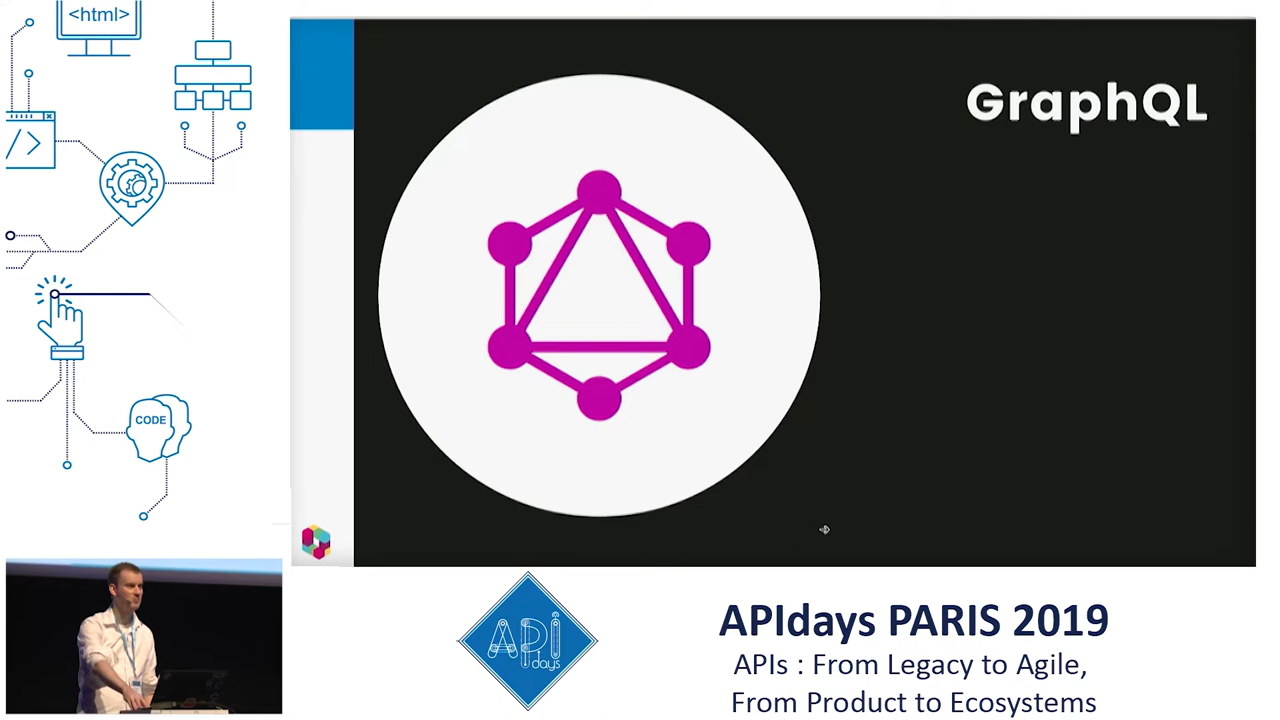 <html>
GraphQL
</>
CODE
API
days
APIdays PARIS 2019
APIs : From Legacy to Agile,
From Product to Ecosystems